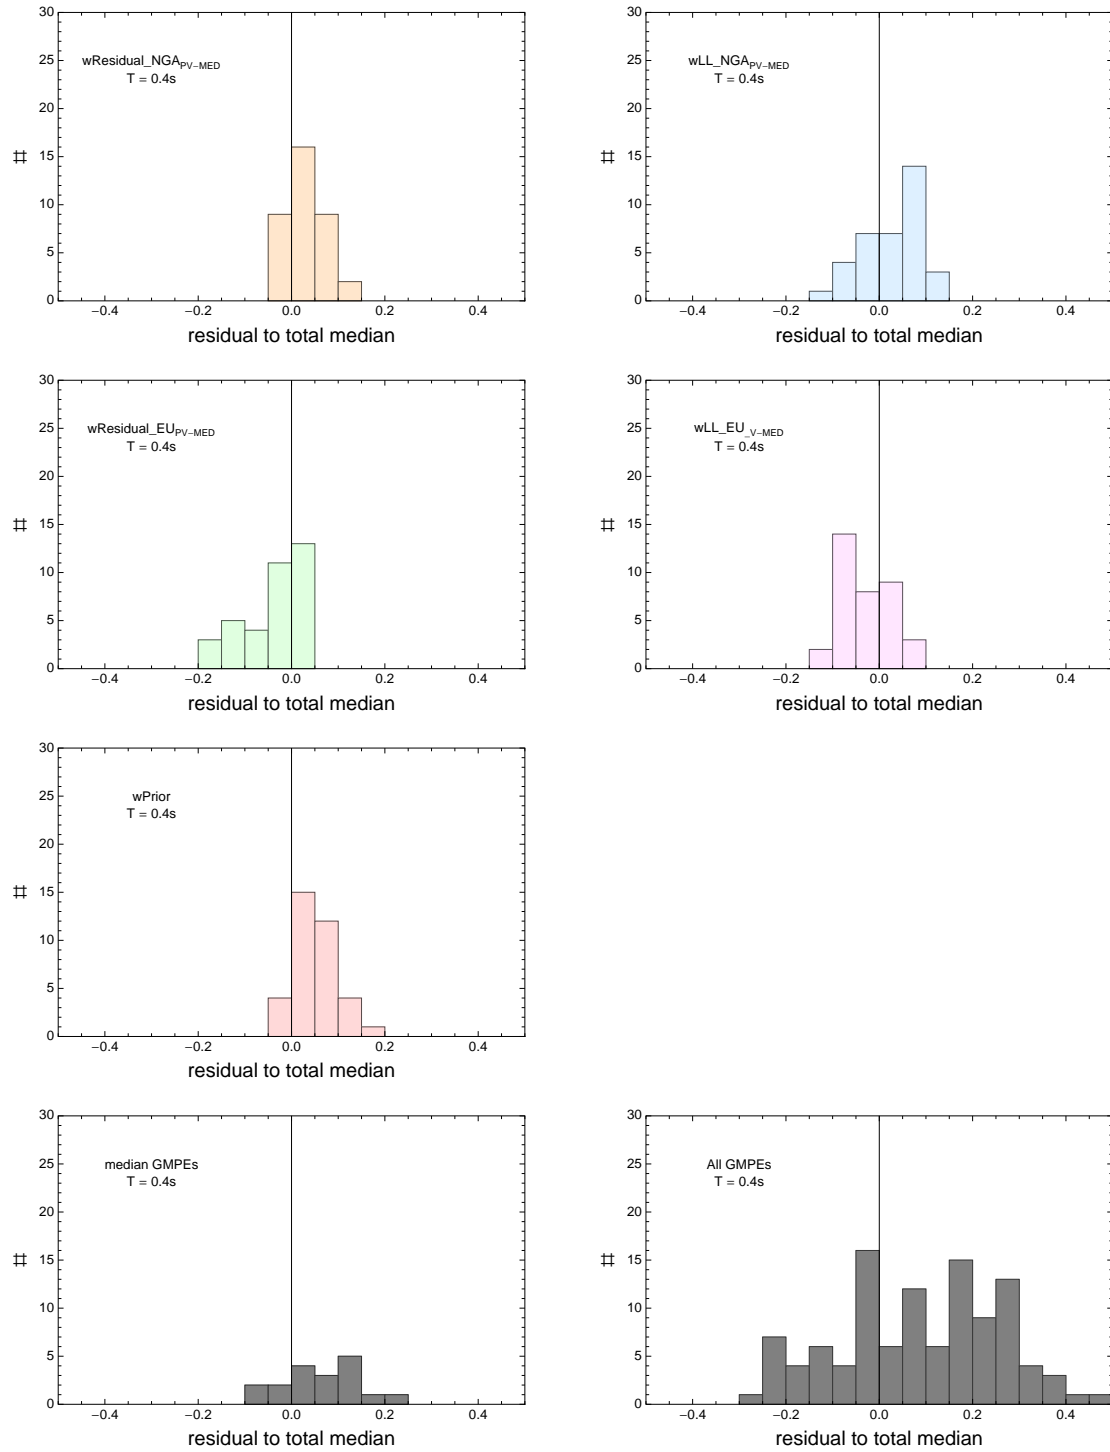 30
25
20
15
10
5
0
#
wResidual_NGA PV−MED
T = 0.4s
−0.4 −0.2 0.0 0.2 0.4
residual to total median
30
25
20
15
10
5
0
#
wLL_NGA PV−MED
T = 0.4s
−0.4 −0.2 0.0 0.2 0.4
residual to total median
30
25
20
15
10
5
0
#
wResidual_EU PV−MED
T = 0.4s
−0.4 −0.2 0.0 0.2 0.4
residual to total median
30
25
20
15
10
5
0
#
wLL_EU _V−MED
T = 0.4s
−0.4 −0.2 0.0 0.2 0.4
residual to total median
30
25
20
15
10
5
0
#
wPrior
T = 0.4s
−0.4 −0.2 0.0 0.2 0.4
residual to total median
30
25
20
15
10
5
0
#
median GMPEs
T = 0.4s
−0.4 −0.2 0.0 0.2 0.4
residual to total median
30
25
20
15
10
5
0
#
All GMPEs
T = 0.4s
−0.4 −0.2 0.0 0.2 0.4
residual to total median